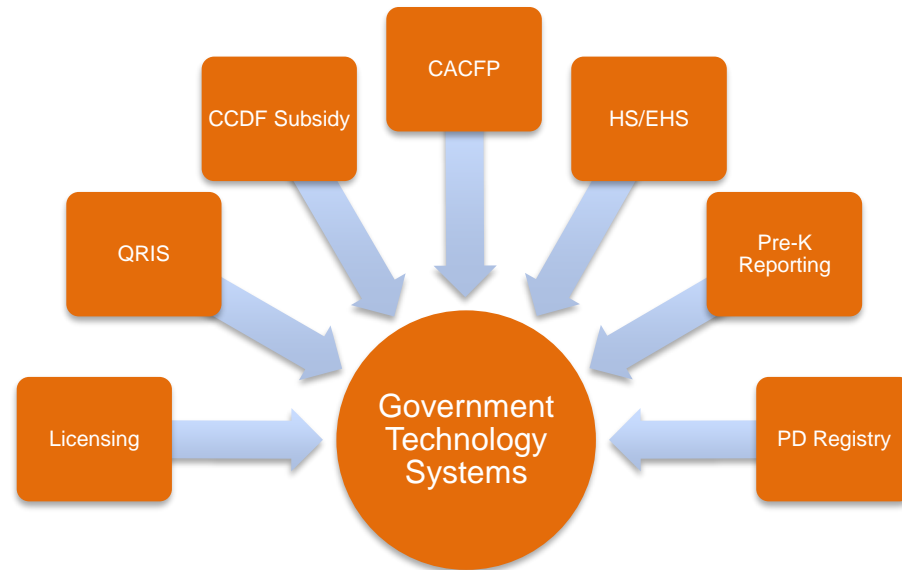 CACFP
CCDF Subsidy
HS/EHS
QRIS
Pre-K
Reporting
Licensing
Government
Technology
Systems
PD Registry